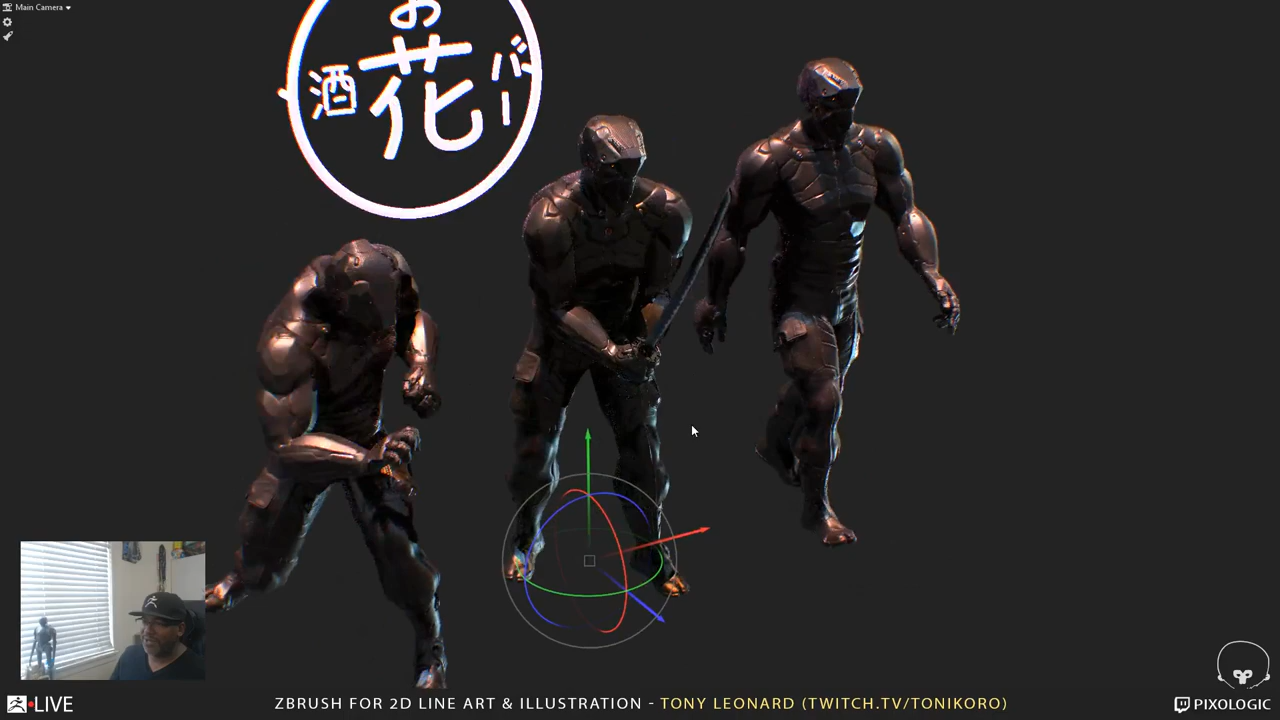 Main Camera
お
酒 花 バー
LIVE
ZBRUSH FOR 2D LINE ART & ILLUSTRATION - TONY LEONARD (TWITCH.TV/TONIKORO)
PIXOLOGIC